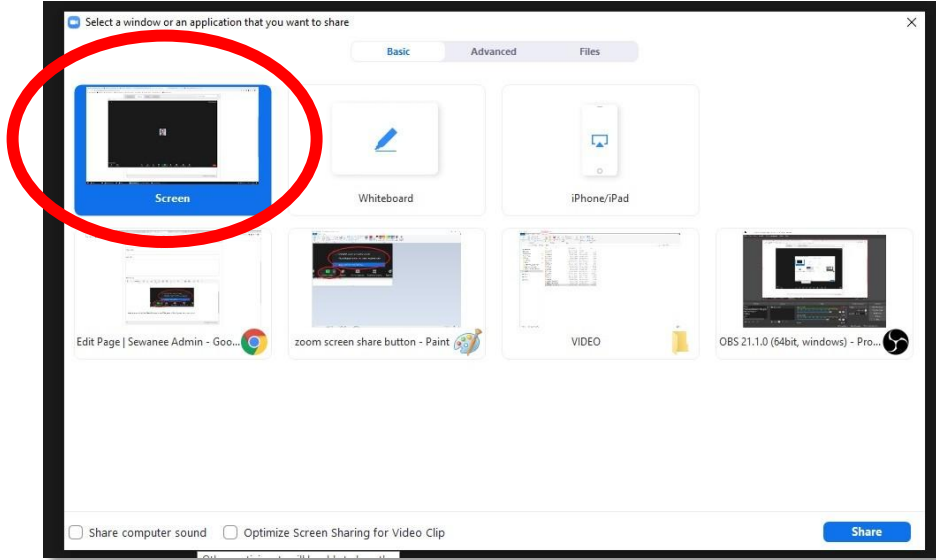 Select a window or an application that you want to share
Basic Advanced Files
Screen
Whiteboard
iPhone/iPad
Edit Page | Sewanee Admin - Goo...
zoom screen share button - Paint
VIDEO
OBS 21.1.0 (64bit, windows) - Pro...
Share computer sound
Optimize Screen Sharing for Video Clip
Share